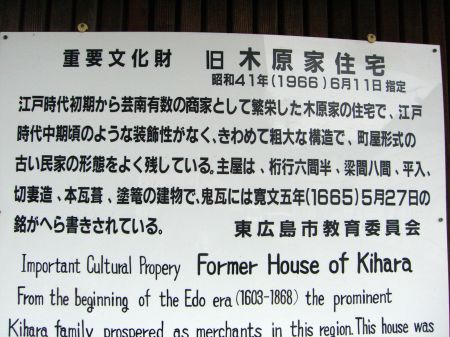 重要文化財 旧 木原家住宅
昭和41年(1966)6月11日 指定
江戸時代初期から芸南有数の商家として繁栄した木原家の住宅で、江戸
時代中期頃のような装飾性がなく、きわめて粗大な構造で、町屋形式の
古い民家の形態をよく残している。主屋は、桁行六間半、梁間八間、平入、
切妻造、本瓦葺、塗篭の建物で、鬼瓦には寛文五年(1665)5月27日の
銘がへら書きされている。 東広島市教育委員会
Important Cultural Propery Former House of Kihara
From the beginning of the Edo era (1603-1868) the prominent
Kihara family prospered as merchants in this region. This house was